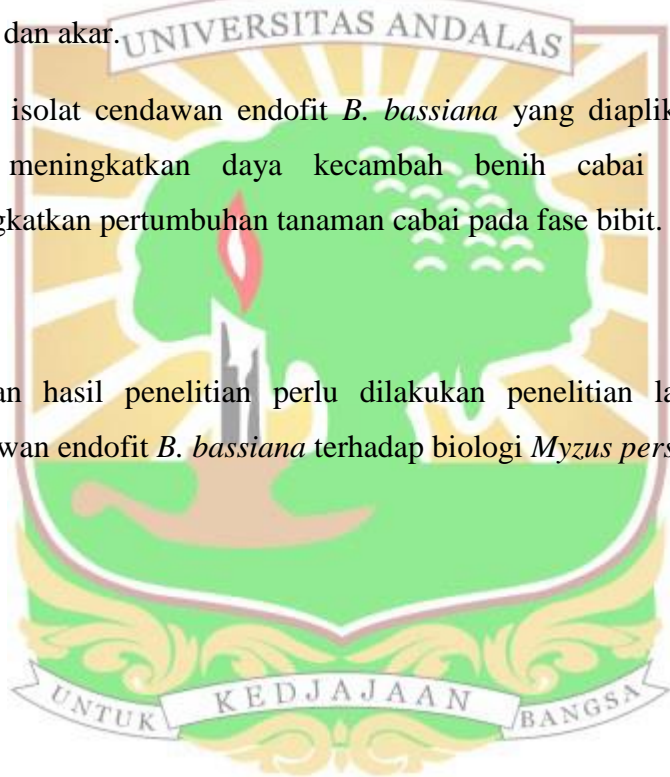 dan akar.
UNIVERSITAS ANDALAS
isolat cendawan endofit B. bassiana yang diaplik
meningkatkan daya kecambah benih cabai
gkatkan pertumbuhan tanaman cabai pada fase bibit.
an hasil penelitian perlu dilakukan penelitian la
wan endofit B. bassiana terhadap biologi Myzus pers
UNTUK KEDJAJAAN BANGSA